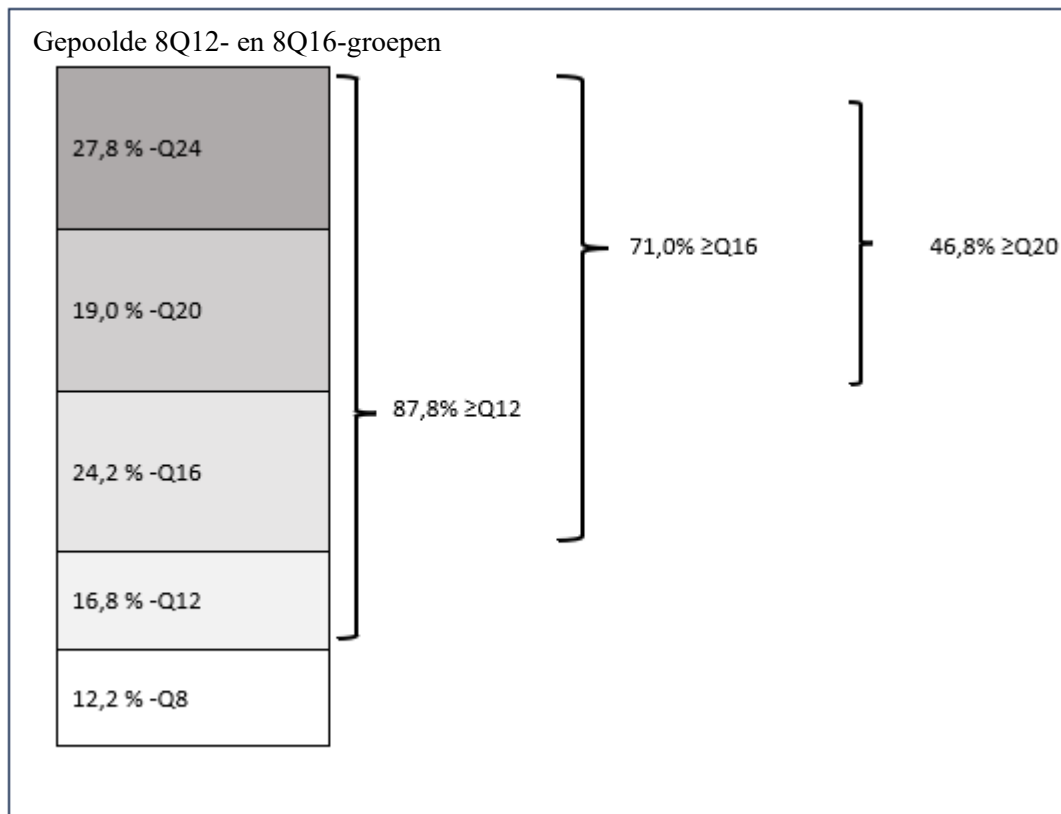 Gepoolde 8Q12- en 8Q16-groepen
27,8 % -Q24
19,0 % -Q20
24,2 % -Q16
16,8 % -Q12
12,2 % -Q8
87,8% ≥Q12
71,0% ≥Q16
46,8% ≥Q20